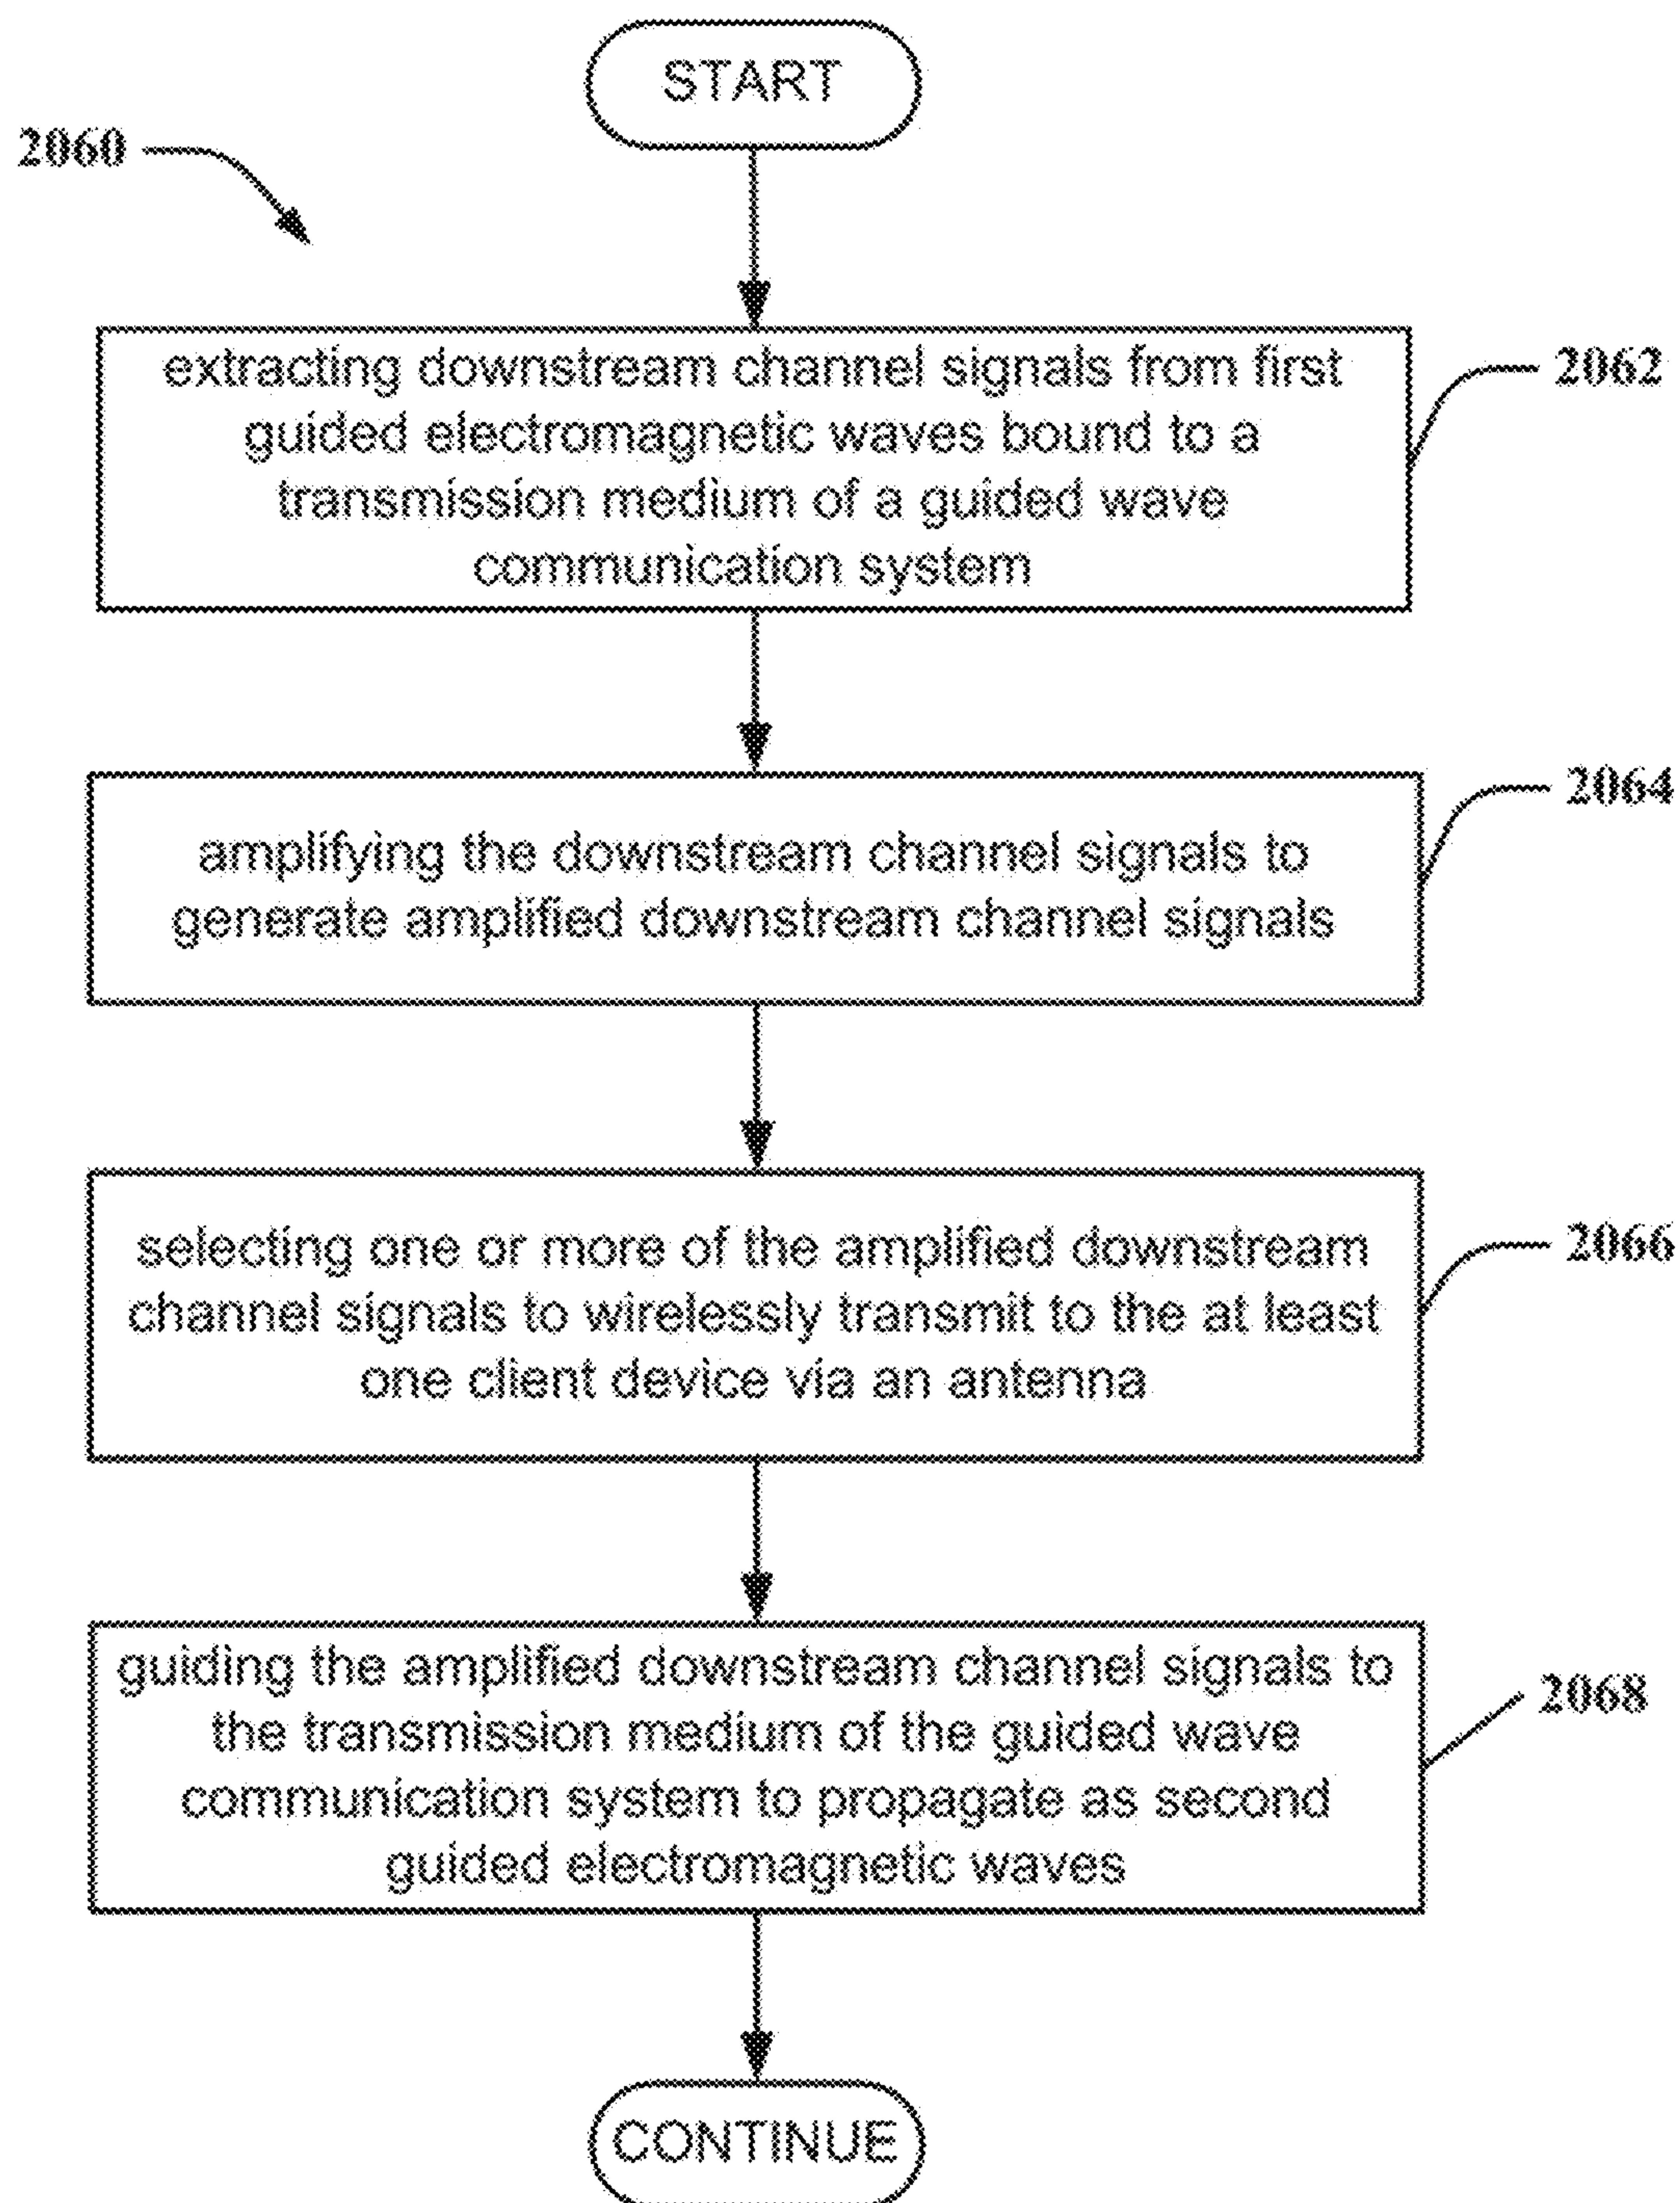 START
2060
extracting downstream channel signals from first
guided electromagnetic waves bound to a
transmission medium of a guided wave
communication system
2062
amplifying the downstream channel signals to
generate amplified downstream channel signals
2064
selecting one or more of the amplified downstream
channel signals to wirelessly transmit to the at least
one client device via an antenna
2066
guiding the amplified downstream channel signals to
the transmission medium of the guided wave
communication system to propagate as second
guided electromagnetic waves
2068
CONTINUE